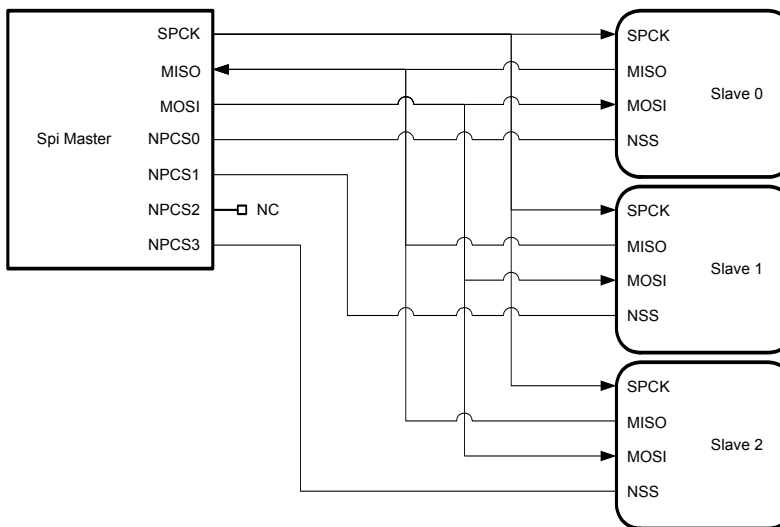 Spi Master
SPCK
MISO
MOSI
NPCS0
NPCS1
NPCS2
NC
NPCS3
SPCK
MISO
MOSI
NSS
Slave 0
SPCK
MISO
MOSI
NSS
Slave 1
SPCK
MISO
MOSI
NSS
Slave 2